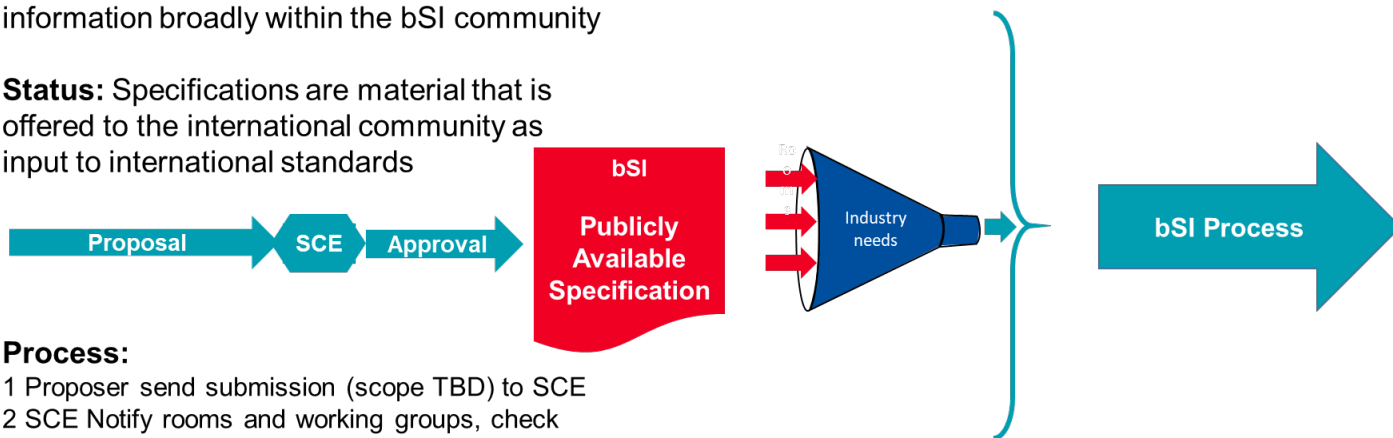 information broadly within the bSI community
Status: Specifications are material that is
offered to the international community as
input to international standards
Proposal
SCE
Approval
bSI
Publicly
Available
Specification
Industry
needs
bSI Process
Process:
1 Proposer send submission (scope TBD) to SCE
2 SCE Notify rooms and working groups, check